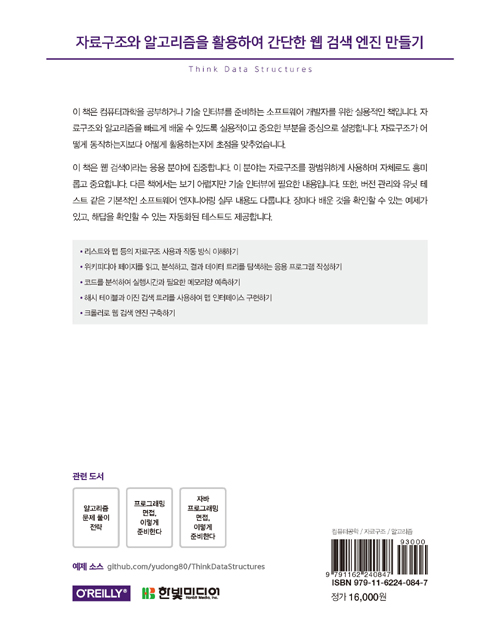 자료구조와 알고리즘을 활용하여 간단한 웹 검색 엔진 만들기
Think Data Structures
이 책은 컴퓨터과학을 공부하거나 기술 인터뷰를 준비하는 소프트웨어 개발자를 위한 실용적인 책입니다. 자
료구조와 알고리즘을 빠르게 배울 수 있도록 실용적이고 중요한 부분을 중심으로 설명합니다. 자료구조가 어
떻게 동작하는지보다 어떻게 활용하는지에 초점을 맞추었습니다.
이 책은 웹 검색이라는 응용 분야에 집중합니다. 이 분야는 자료구조를 광범위하게 사용하며 자체로도 흥미
롭고 중요합니다. 다른 책에서는 보기 어렵지만 기술 인터뷰에 필요한 내용입니다. 또한, 버전 관리와 유닛 테
스트 같은 기본적인 소프트웨어 엔지니어링 실무 내용도 다룹니다. 장마다 배운 것을 확인할 수 있는 예제가
있고, 해답을 확인할 수 있는 자동화된 테스트도 제공합니다.
• 리스트와 맵 등의 자료구조 사용과 작동 방식 이해하기
• 위키피디아 페이지를 읽고, 분석하고, 결과 데이터 트리를 탐색하는 응용 프로그램 작성하기
• 코드를 분석하여 실행시간과 필요한 메모리양 예측하기
• 해시 테이블과 이진 검색 트리를 사용하여 맵 인터페이스 구현하기
• 크롤러로 웹 검색 엔진 구축하기
관련 도서
알고리즘
문제 풀이
전략
프로그래밍
면접,
이렇게
준비한다
자바
프로그래밍
면접,
이렇게
준비한다
컴퓨터공학 / 자료구조 / 알고리즘
93000
9 791162 240847
ISBN 979-11-6224-084-7
정가 16,000원
예제 소스 github.com/yudong80/ThinkDataStructures
O'REILLY®
HB 한빛미디어
Hanbit Media, Inc.